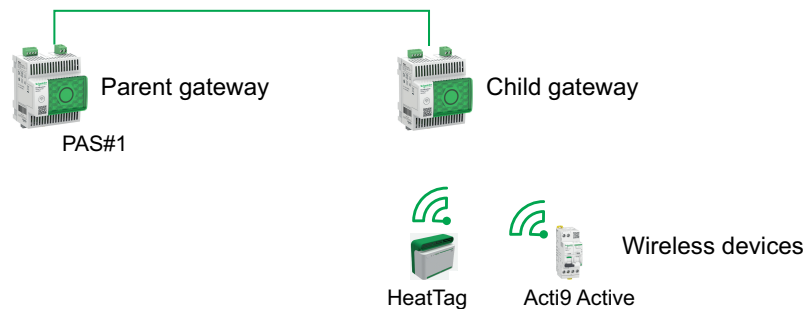 Parent gateway
Child gateway
PAS#1
Wireless devices
HeatTag
Acti9 Active